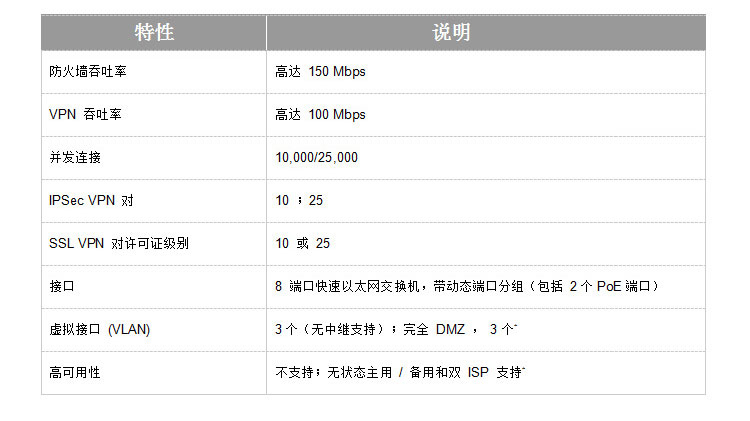 特性 说明
防火墙吞吐率 高达 150 Mbps
VPN 吞吐率 高达 100 Mbps
并发连接 10,000/25,000
IPSec VPN 对 10 ；25
SSL VPN 对许可证级别 10 或 25
接口 8 端口快速以太网交换机，带动态端口分组（包括 2个PoE端口）
虚拟接口 (VLAN) 3个（无中继支持）；完全 DMZ ， 3个*
高可用性 不支持；无状态主用 / 备用和双 ISP 支持*